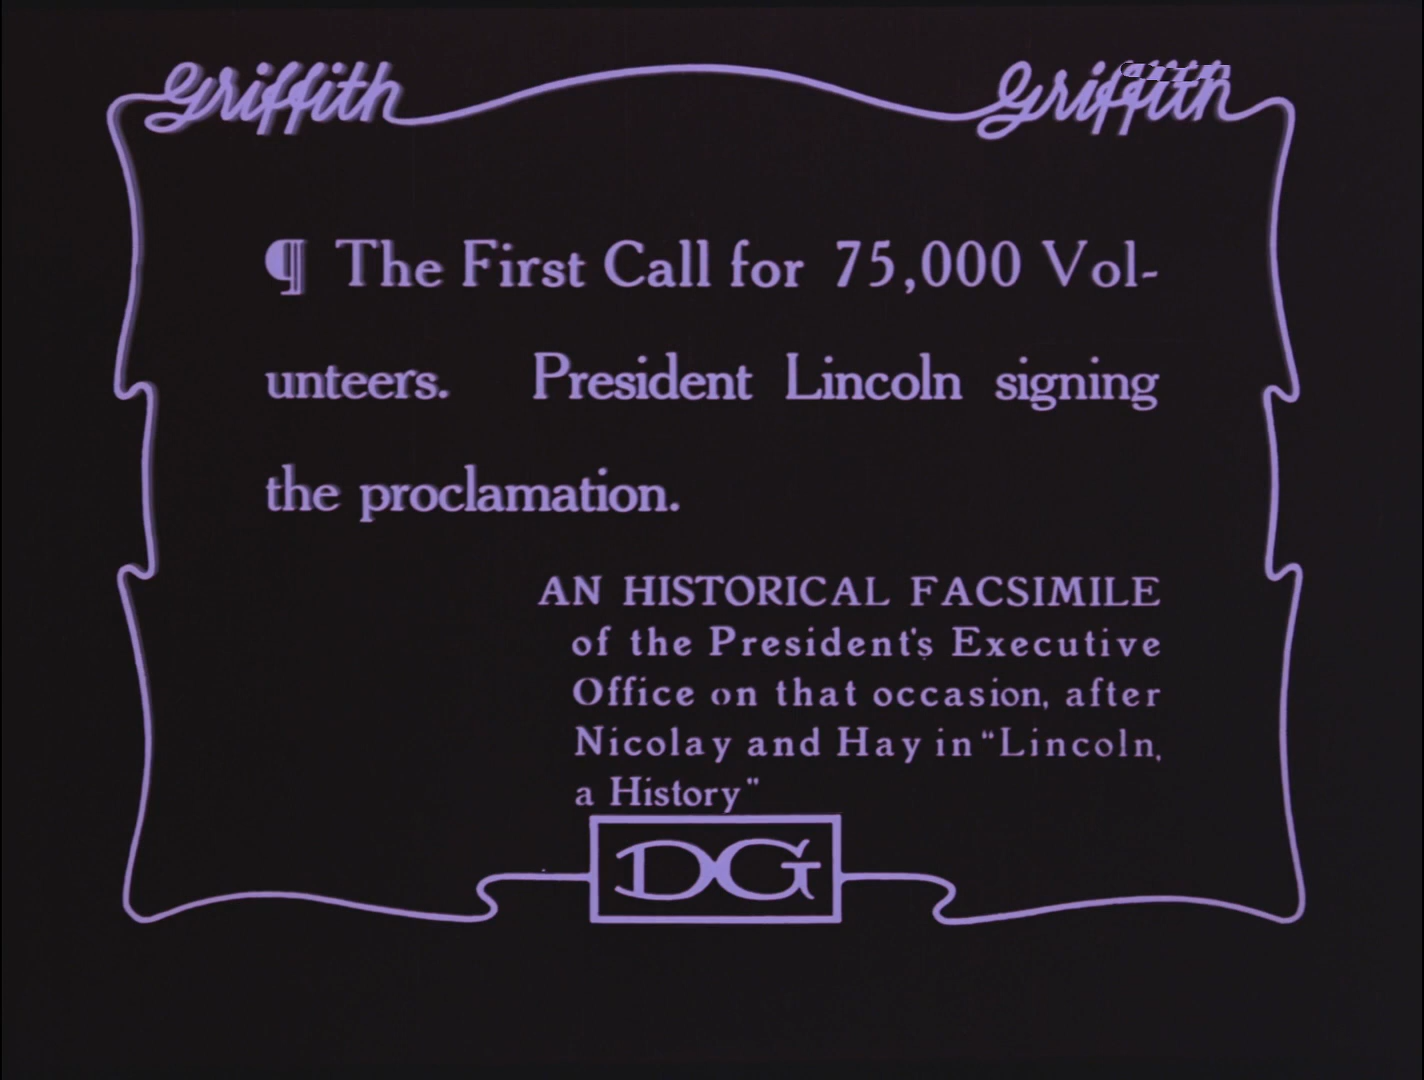 Griffith Griffith
¶ The First Call for 75,000 Vol-
unteers. President Lincoln signing
the proclamation.
AN HISTORICAL FACSIMILE
of the President's Executive
Office on that occasion, after
Nicolay and Hay in "Lincoln,
a History"
DG